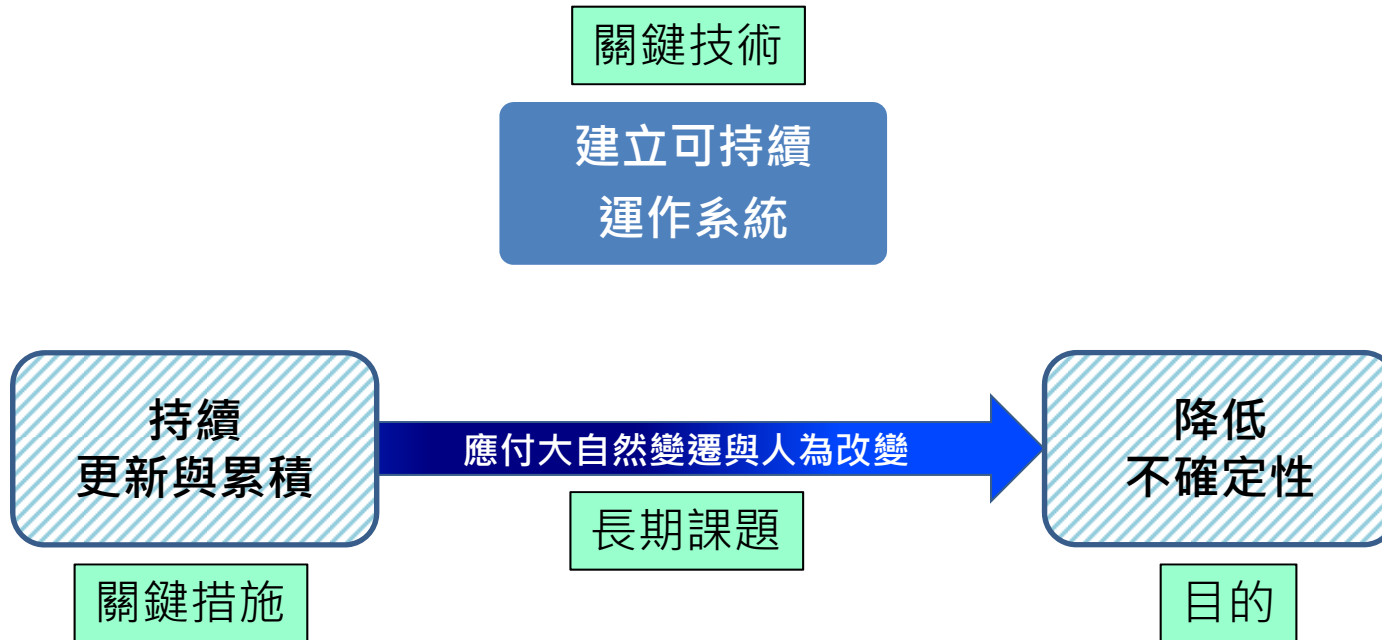 關鍵技術
建立可持續
運作系統
持續
更新與累積
應付大自然變遷與人為改變
降低
不確定性
長期課題
關鍵措施
目的